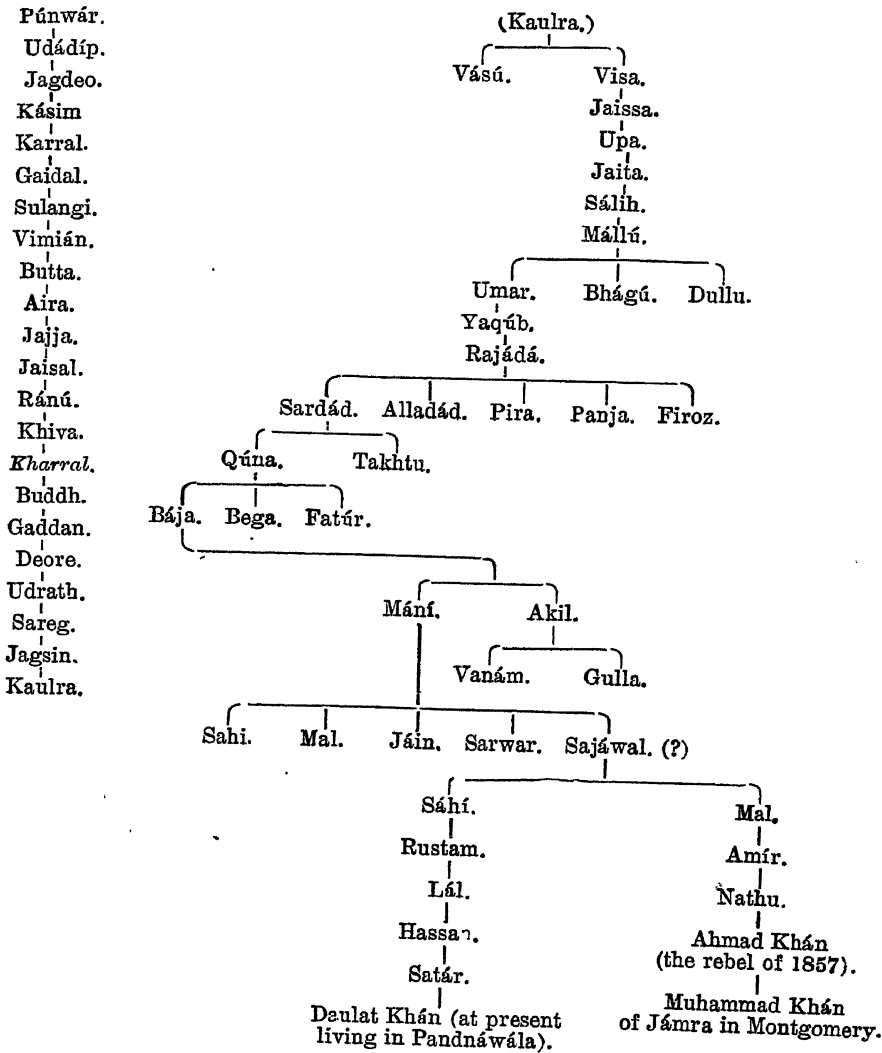 Púnwár.
Udádíp.
Jagdeo.
Kásim
Karral.
Gaidal.
Sulangi.
Vimián.
Butta.
Aira.
Jajja.
Jaisal.
Ránú.
Khiva.
Kharral.
Buddh.
Gaddan.
Deore.
Udrath.
Sareg.
Jagsin.
Kaulra.
(Kaulra.)
Vású. Visa.
Jaissa.
Upa.
Jaita.
Sálih.
Mállú.
Umar. Bhágú. Dullu.
Yaqúb.
Rajádá.
Sardád. Alladád. Pira. Panja. Firoz.
Qúna. Takhtu.
Bája. Bega. Fatúr.
Mání. Akil.
Vanám. Gulla.
Sahi. Mal. Jáin. Sarwar. Sajáwal. (?)
Sáhí. Mal.
Rustam. Amír.
Lál. Nathu.
Hassan. Ahmad Khán
(the rebel of 1857).
Satár.
Daulat Khán (at present
living in Pandnáwála).
Muhammad Khán
of Jámra in Montgomery.